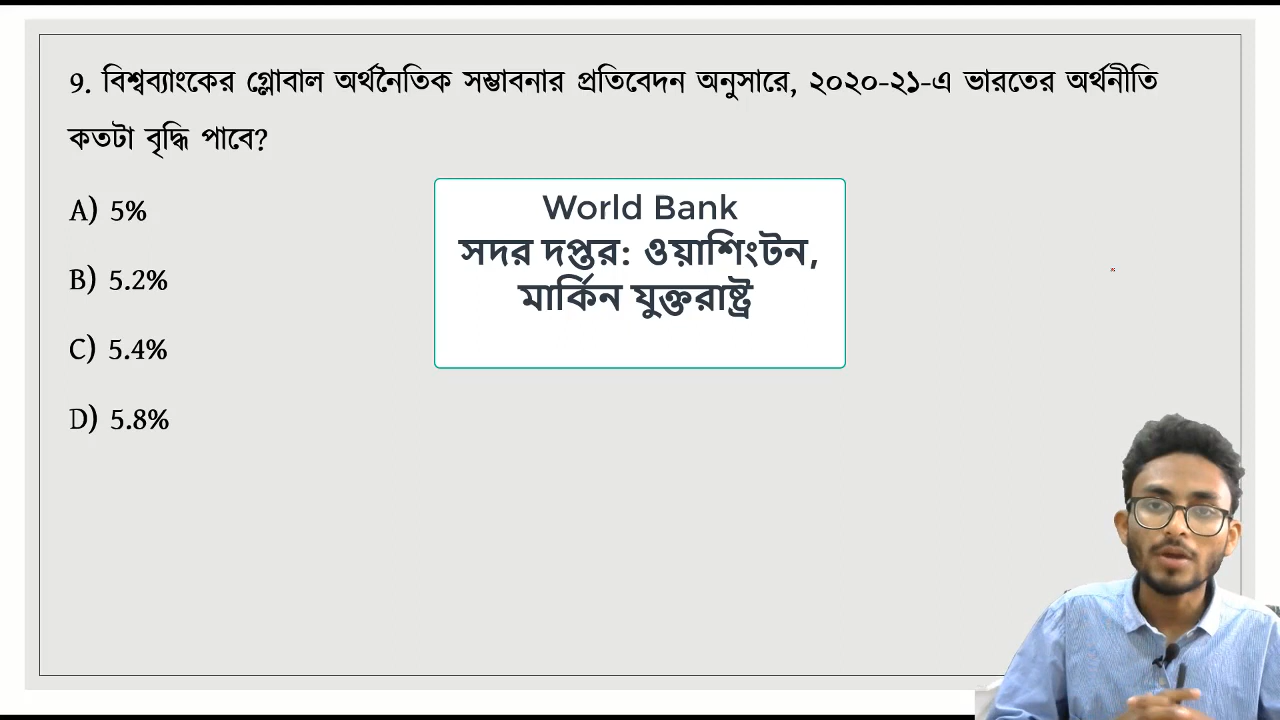 9. বিশ্বব্যাংকের গ্লোবাল অর্থনৈতিক সম্ভাবনার প্রতিবেদন অনুসারে, ২০২০-২১-এ ভারতের অর্থনীতি
কতটা বৃদ্ধি পাবে?
A) 5%
B) 5.2%
C) 5.4%
D) 5.8%
World Bank
সদর দপ্তর: ওয়াশিংটন,
মার্কিন যুক্তরাষ্ট্র